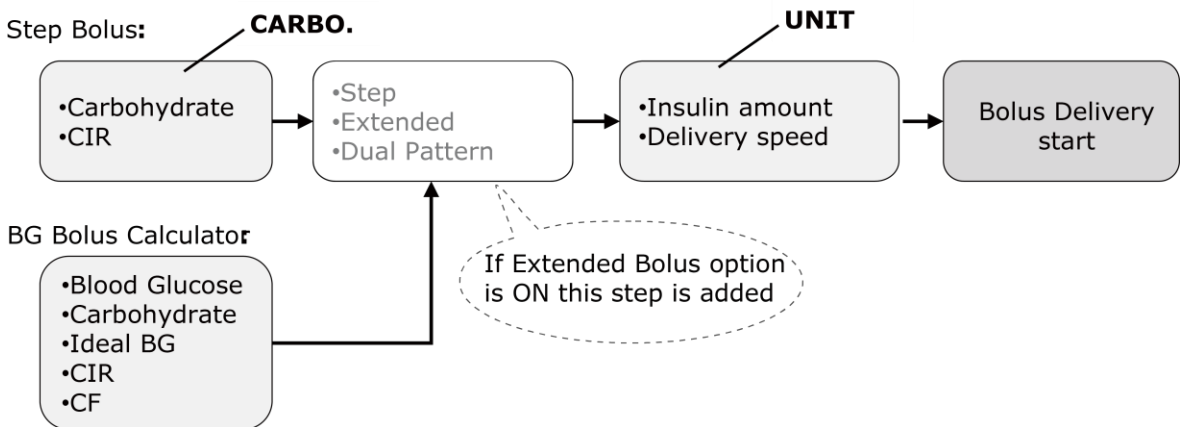 Step Bolus:
CARBO.
UNIT
•Carbohydrate
•CIR
•Step
•Extended
•Dual Pattern
•Insulin amount
•Delivery speed
Bolus Delivery
start
BG Bolus Calculator:
•Blood Glucose
•Carbohydrate
•Ideal BG
•CIR
•CF
If Extended Bolus option
is ON this step is added